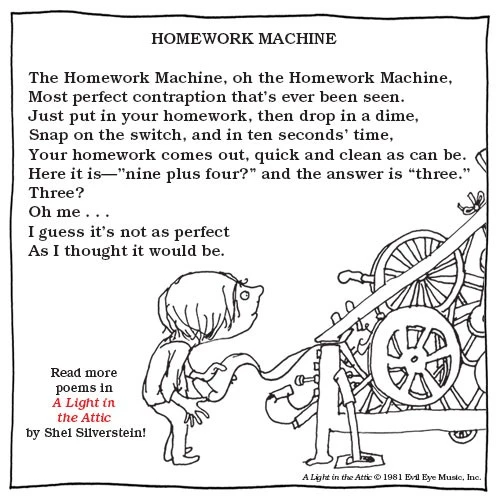 HOMEWORK MACHINE
The Homework Machine, oh the Homework Machine,
Most perfect contraption that's ever been seen.
Just put in your homework, then drop in a dime,
Snap on the switch, and in ten seconds' time,
Your homework comes out, quick and clean as can be.
Here it is—”nine plus four?” and the answer is “three.”
Three?
Oh me . . .
I guess it's not as perfect
As I thought it would be.
Read more
poems in
A Light in
the Attic
by Shel Silverstein!
A Light in the Attic © 1981 Evil Eye Music, Inc.